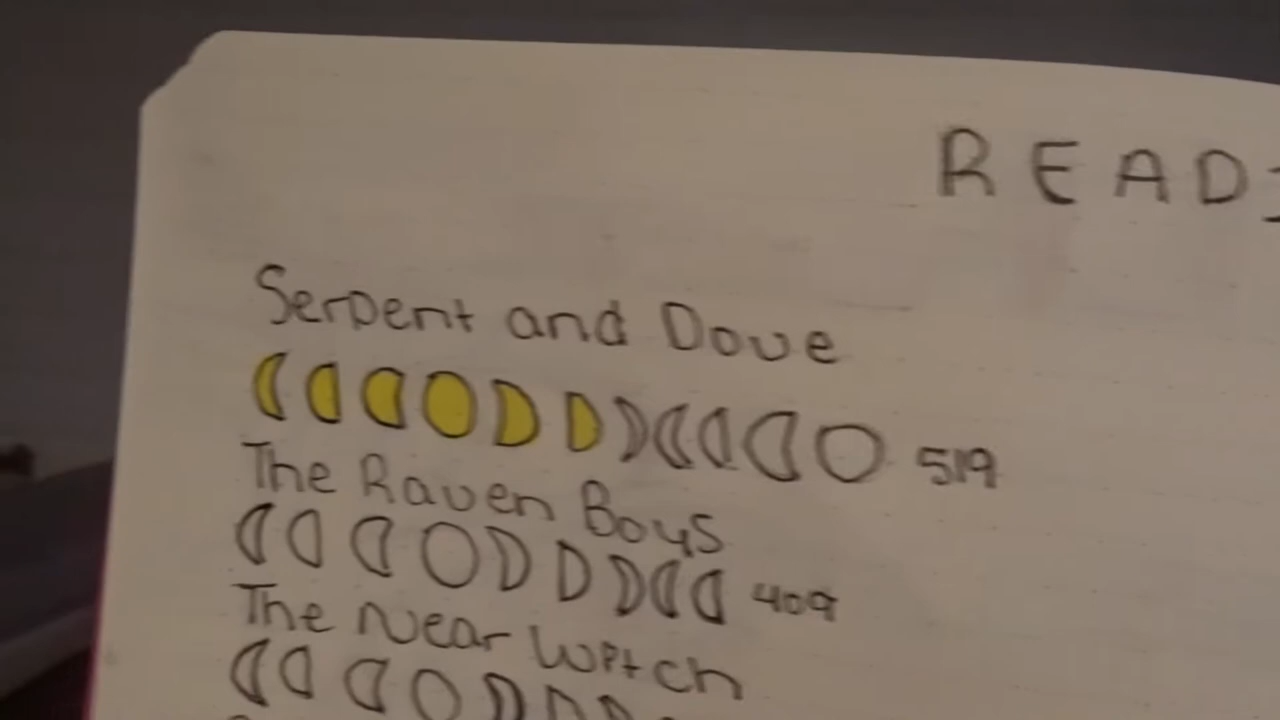 READ
Serpent and Dove
519
The Raven Boys
409
The Near Witch